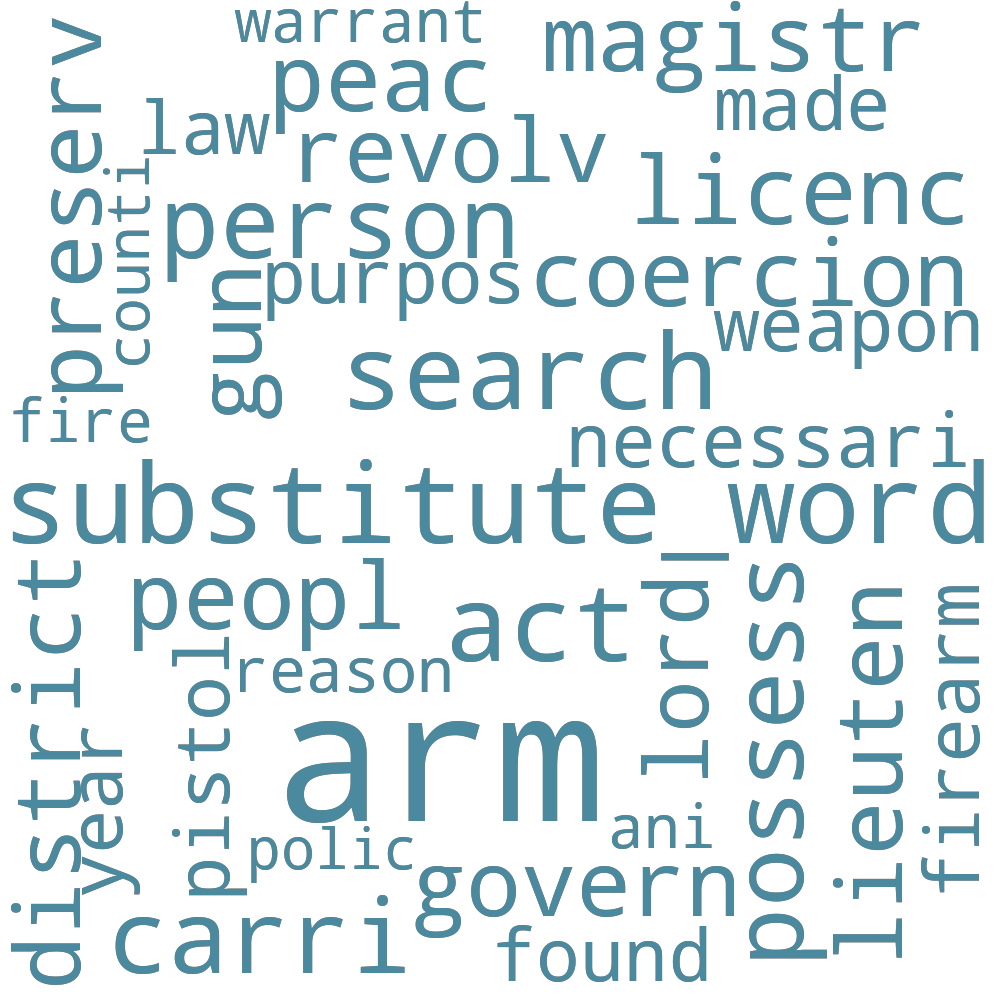 warrant
magistr
peac
made
preserv
law
revolv
licenc
counti
person
purpos
coercion
gun
weapon
search
fire
necessari
substitute_word
district
peopl
act
lord
possess
lieuten
firearm
reason
pistol
year
arm
ani
polic
govern
carri
found